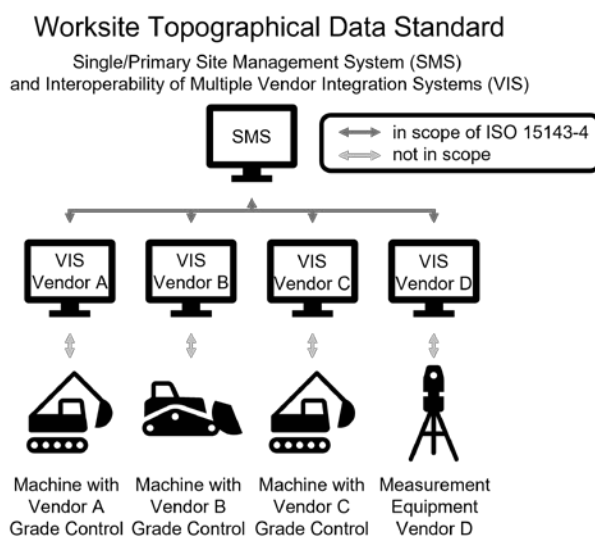 Worksite Topographical Data Standard
Single/Primary Site Management System (SMS)
and Interoperability of Multiple Vendor Integration Systems (VIS)
SMS
in scope of ISO 15143-4
not in scope
VIS
Vendor A
VIS
Vendor B
VIS
Vendor C
VIS
Vendor D
Machine with
Vendor A
Grade Control
Machine with
Vendor B
Grade Control
Machine with
Vendor C
Grade Control
Measurement
Equipment
Vendor D